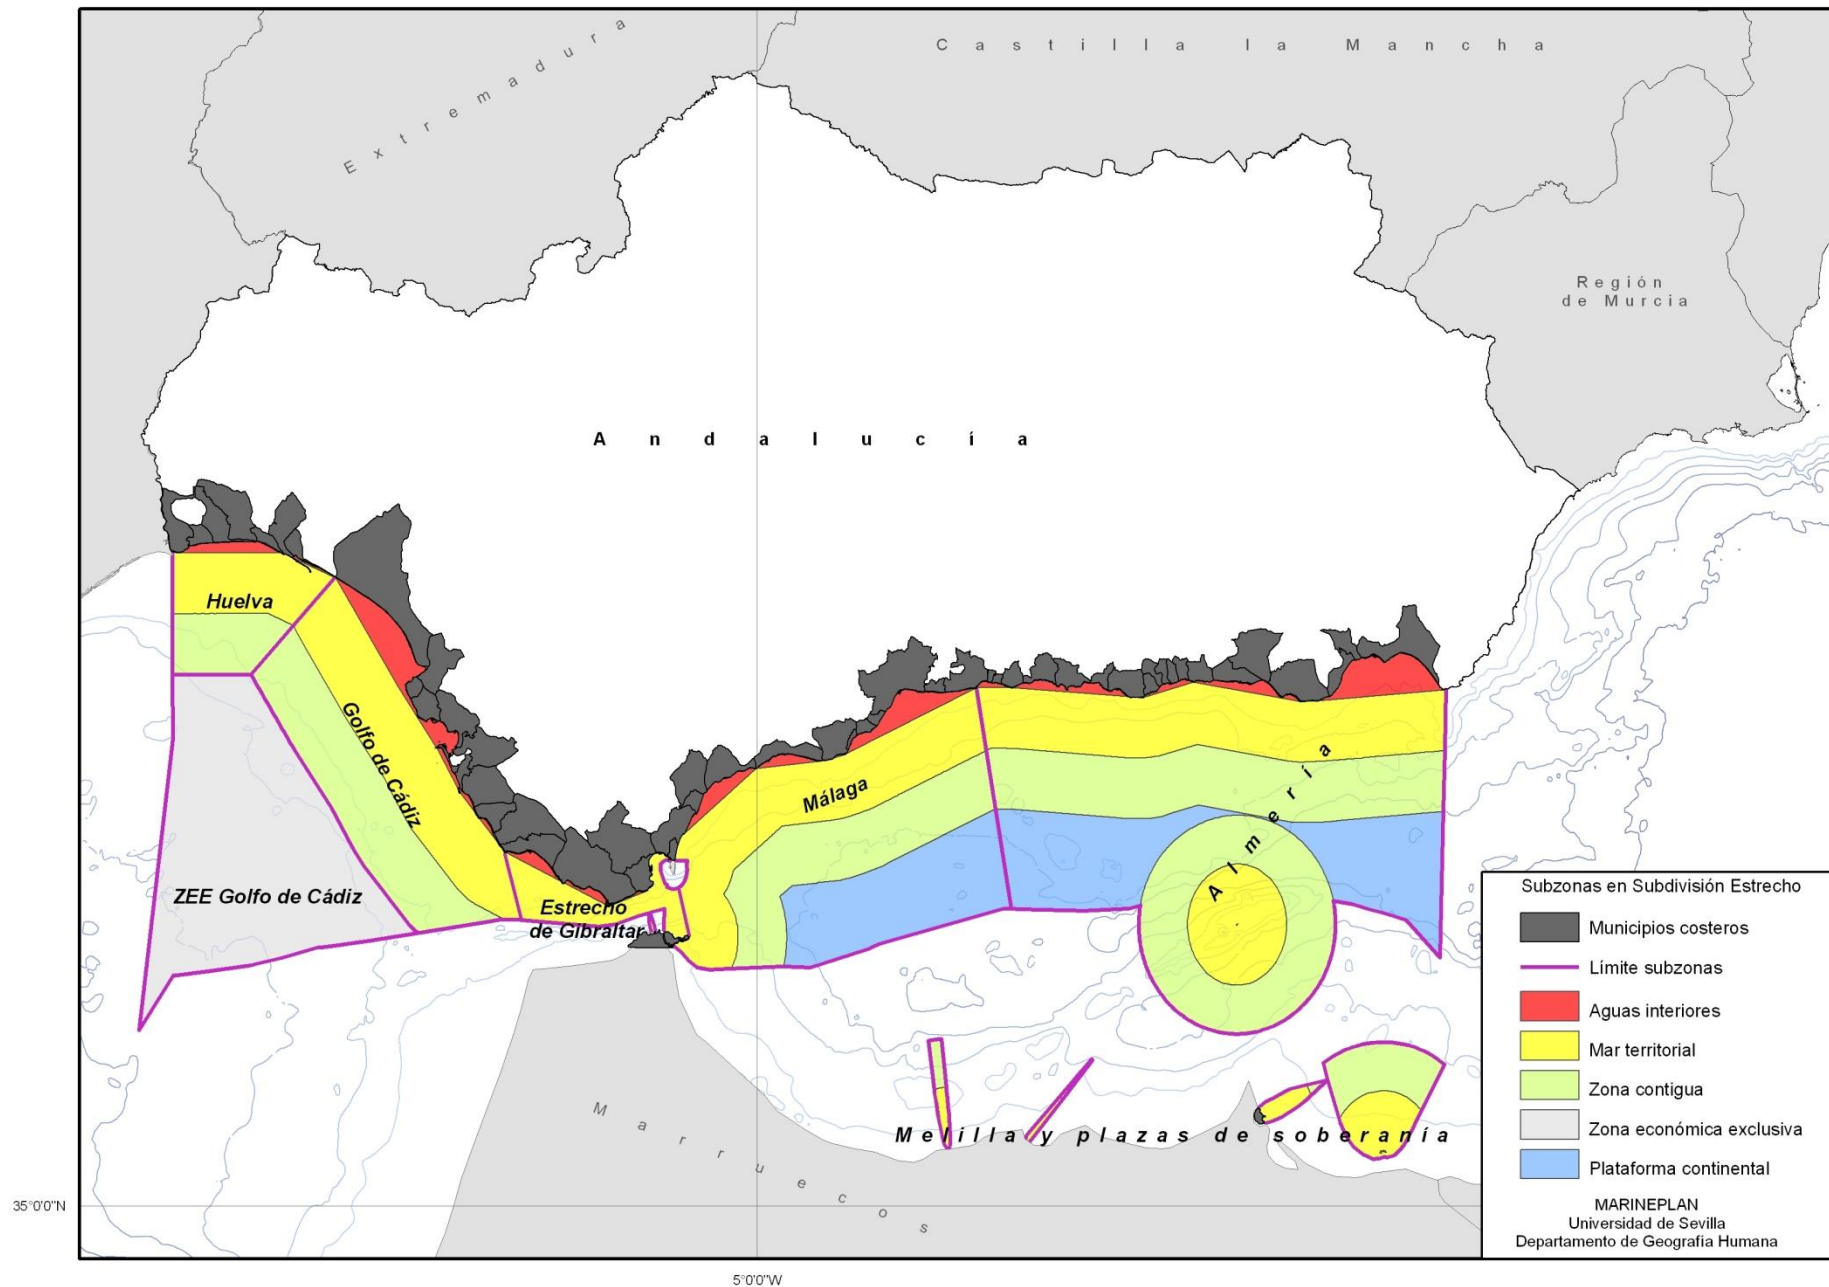 Extremadura
Castilla la Mancha
Región
de Murcia
Andalucía
Huelva
Golfo de Cádiz
Málaga
Almería
ZEE Golfo de Cádiz
Estrecho
de Gibraltar
Melilla y plazas de soberanía
Marruecos
Subzonas en Subdivisión Estrecho
Municipios costeros
Límite subzonas
Aguas interiores
Mar territorial
Zona contigua
Zona económica exclusiva
Plataforma continental
MARINEPLAN
Universidad de Sevilla
Departamento de Geografía Humana
35°0'0"N
5°0'0"W